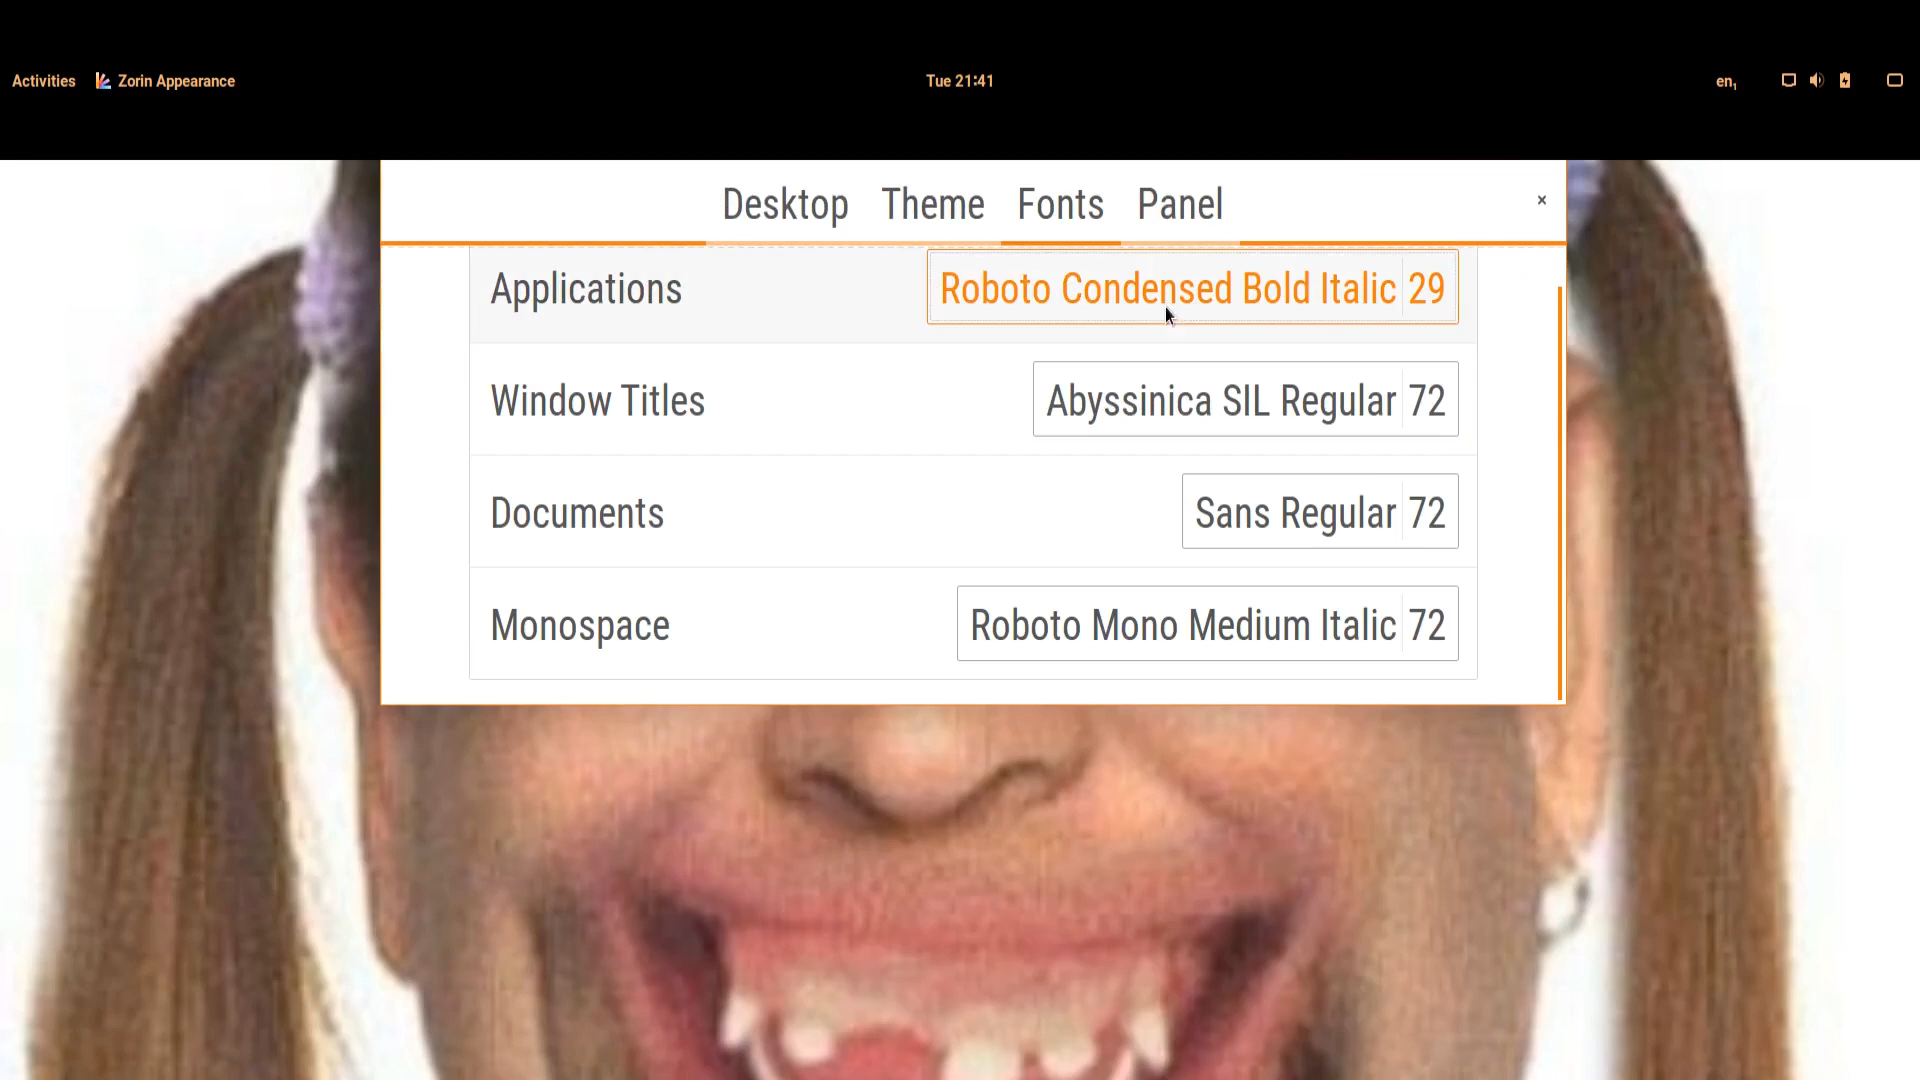 Activities Zorin Appearance Tue 21:41 en₁
Desktop Theme Fonts Panel ×
Applications Roboto Condensed Bold Italic 29
Window Titles Abyssinica SIL Regular 72
Documents Sans Regular 72
Monospace Roboto Mono Medium Italic 72